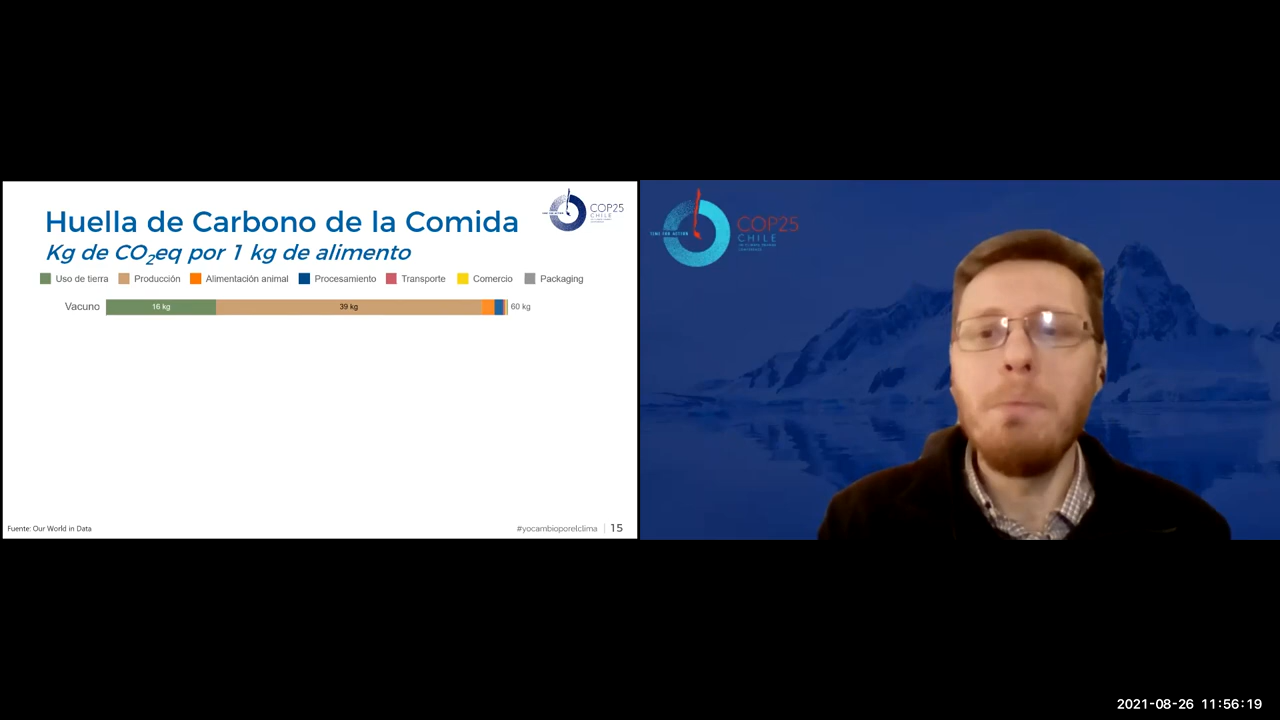 Huella de Carbono de la Comida
Kg de CO₂eq por 1 kg de alimento
COP25
CHILE
Uso de tierra Producción Alimentación animal Procesamiento Transporte Comercio Packaging
Vacuno 16 kg 39 kg 60 kg
Fuente: Our World in Data
#yocambioporelclima | 15
TIME FOR ACTION
COP25
CHILE
2021-08-26 11:56:19